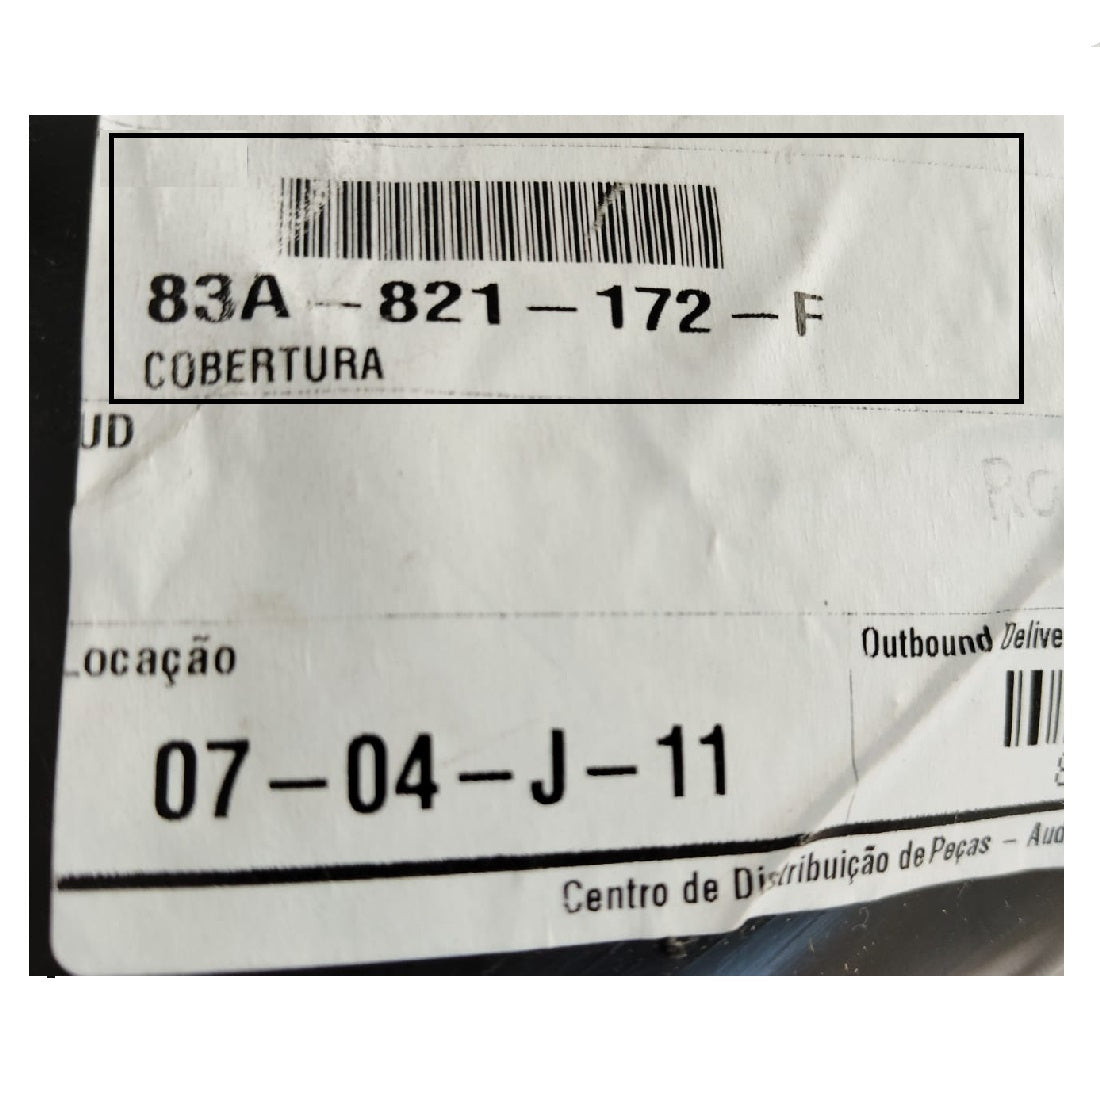 83A-821-172-F
COBERTURA
UD
Locação
Outbound Delive
07-04-J-11
Centro de Distribuição de Peças - Aud